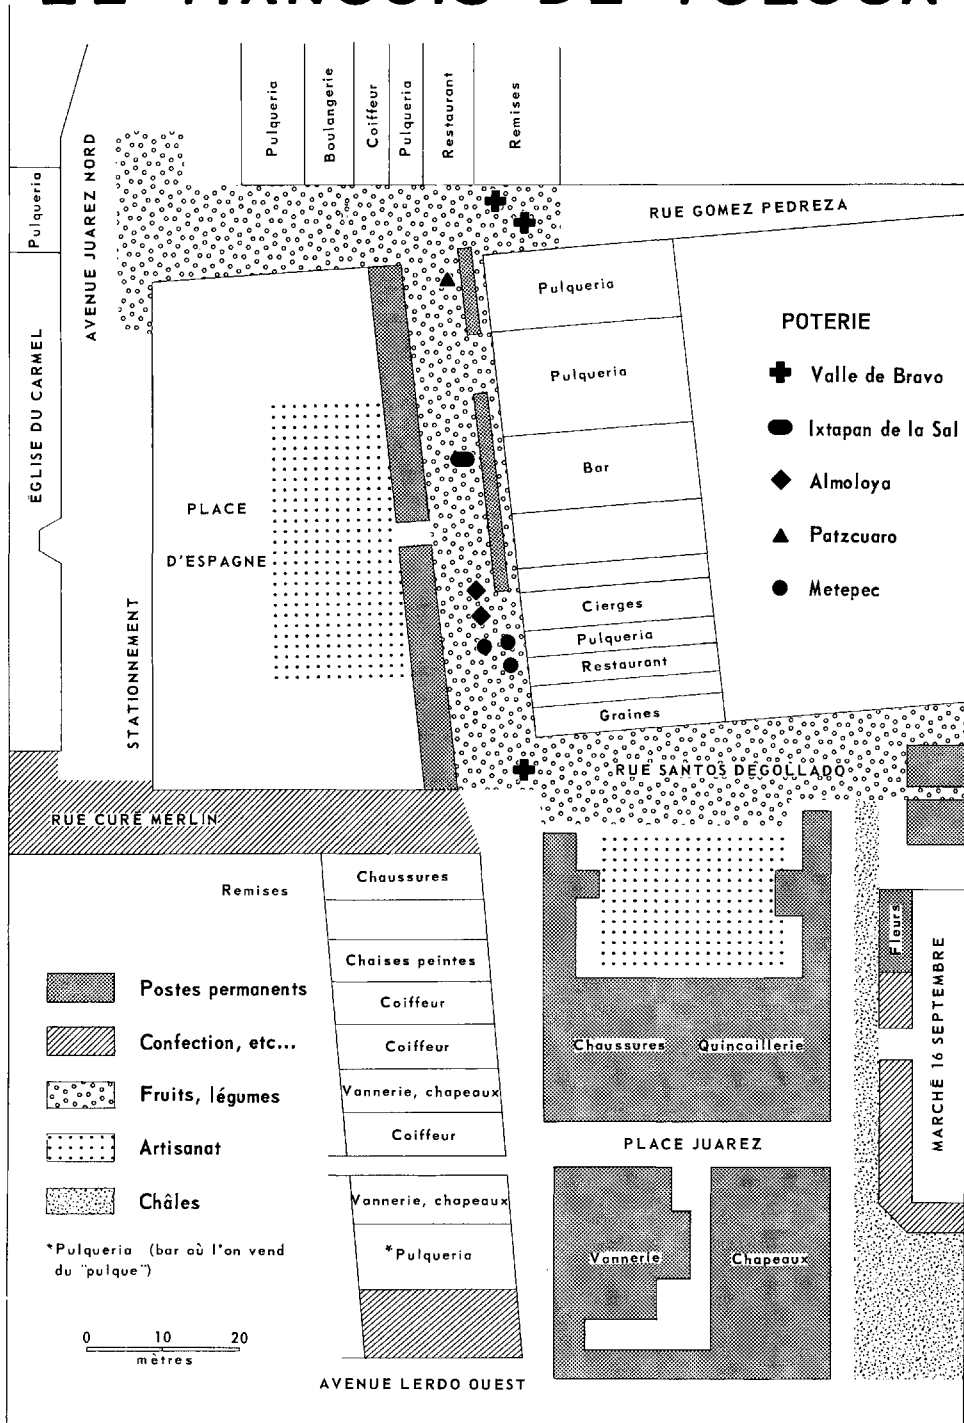 TIANGUIS DE TOLUCA
Pulqueria
Boulangerie
Coiffeur
Pulqueria
Restaurant
Remises
Pulqueria
AVENUE JUAREZ NORD
RUE GOMEZ PEDREZA
ÉGLISE DU CARMEL
STATIONNEMENT
PLACE
D'ESPAGNE
Pulqueria
Pulqueria
Bar
Cierges
Pulqueria
Restaurant
Graines
POTERIE
Valle de Bravo
Ixtapan de la Sal
Almoloya
Patzcuaro
Metepec
RUE SANTOS DEGOLLADO
RUE CURE MERLIN
Remises
Chaussures
Chaises peintes
Coiffeur
Coiffeur
Vannerie, chapeaux
Coiffeur
Vannerie, chapeaux
*Pulqueria
Chaussures
Quincaillerie
PLACE JUAREZ
Vannerie
Chapeaux
Fleurs
MARCHÉ 16 SEPTEMBRE
Postes permanents
Confection, etc...
Fruits, légumes
Artisanat
Châles
*Pulqueria (bar où l'on vend
du "pulque")
0 10 20
mètres
AVENUE LERDO OUEST